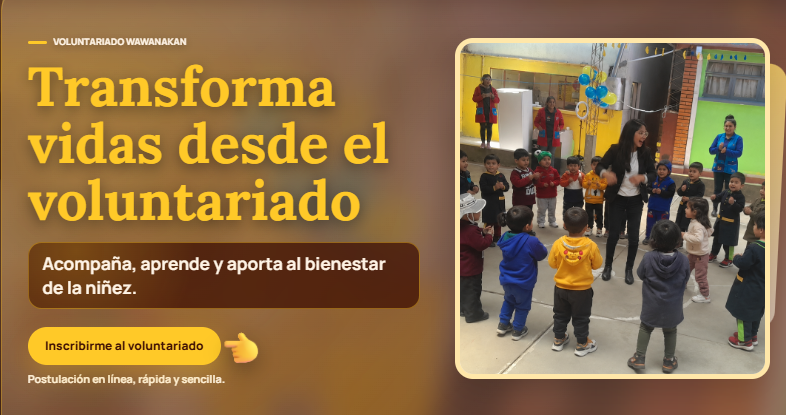 VOLUNTARIADO WAWANAKAN
Transforma
vidas desde el
voluntariado
Acompaña, aprende y aporta al bienestar
de la niñez.
Inscribirme al voluntariado
Postulación en línea, rápida y sencilla.